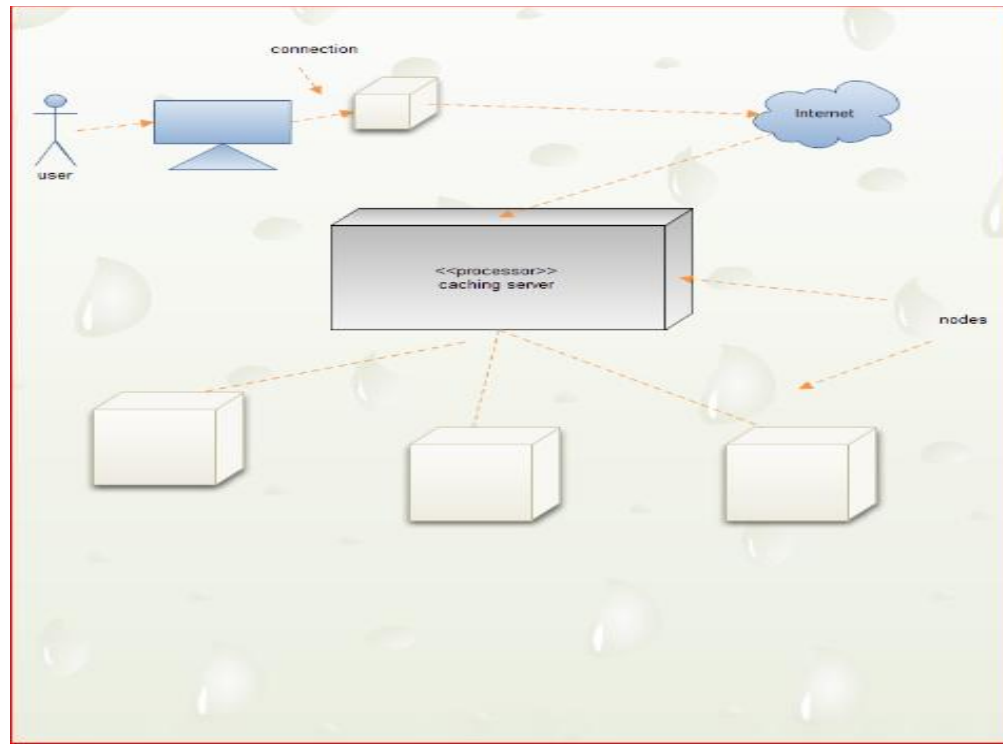 connection
Internet
user
<<processor>>
caching server
nodes